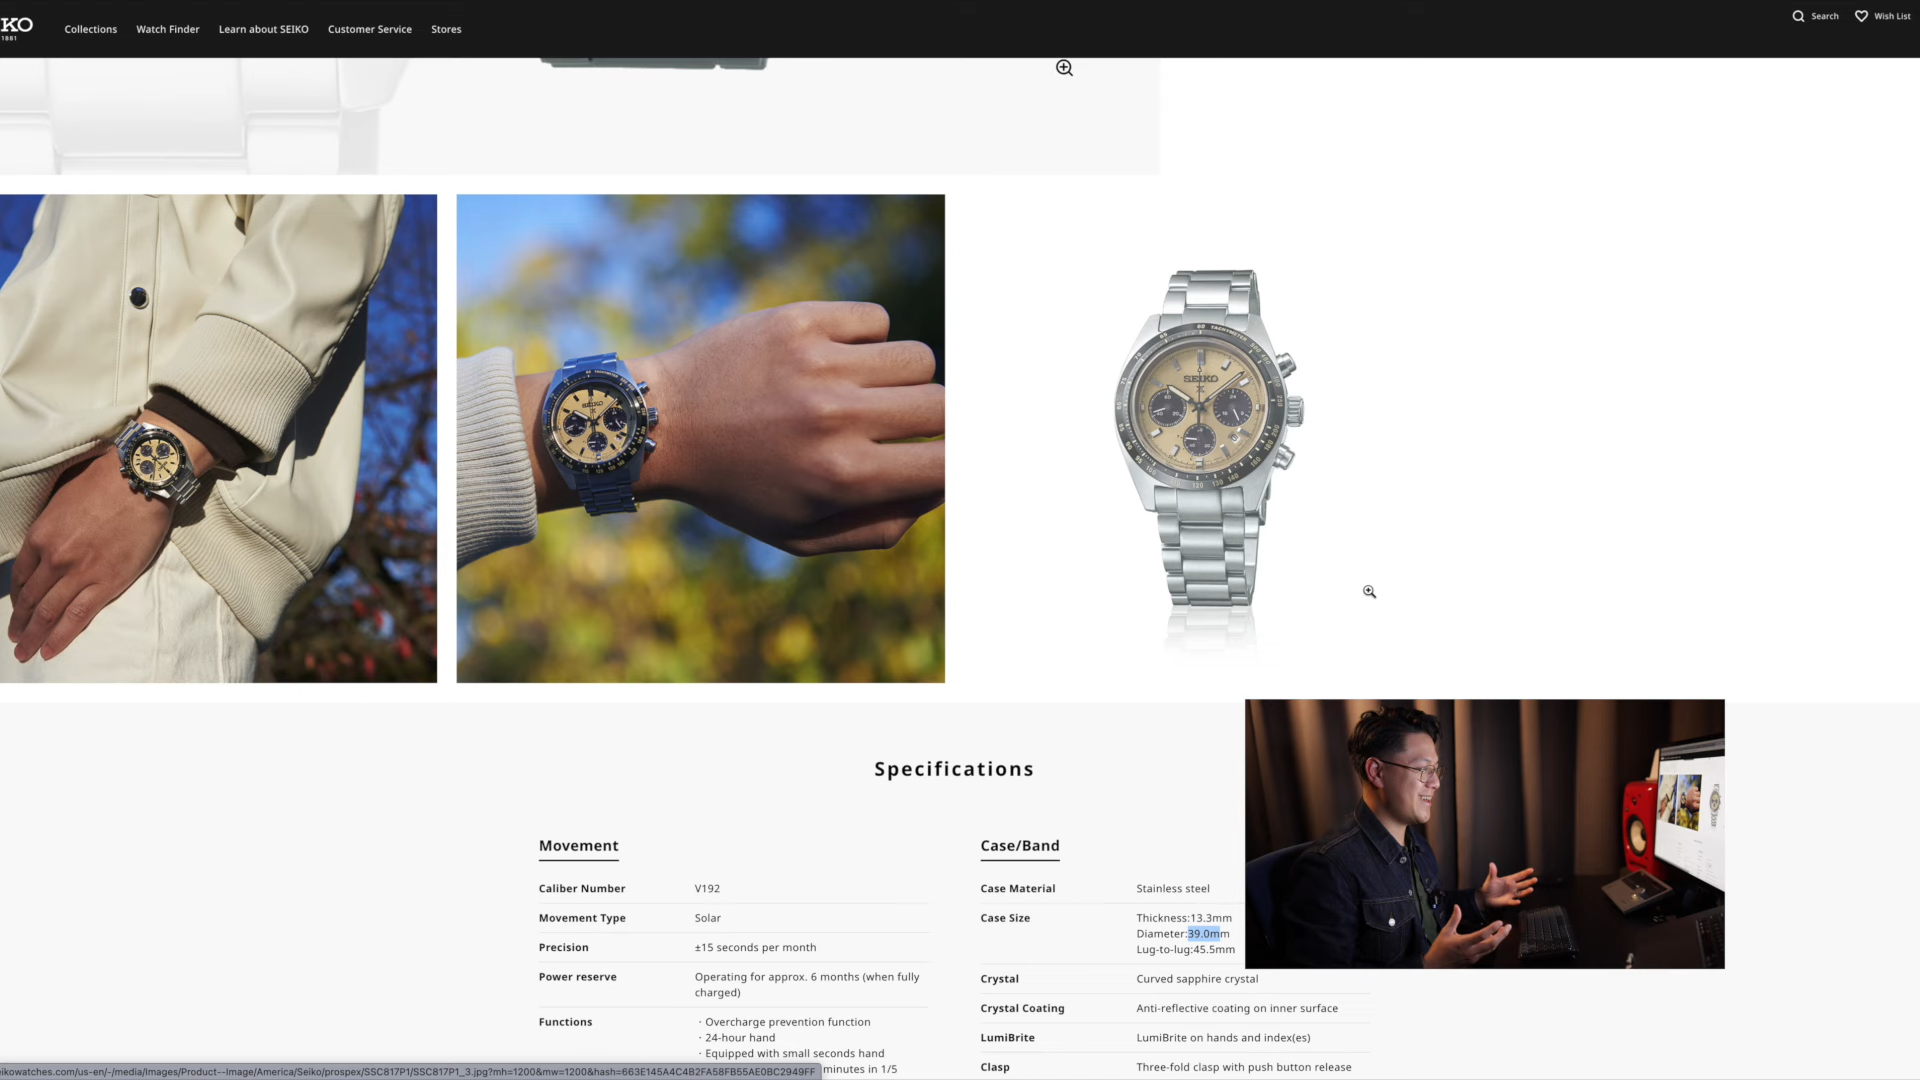 KO
1881
Collections
Watch Finder
Learn about SEIKO
Customer Service
Stores
Search
Wish List
TACHYMETER
SEIKO
SEIKO
Specifications
Movement
Caliber Number V192
Movement Type Solar
Precision ±15 seconds per month
Power reserve Operating for approx. 6 months (when fully
charged)
Functions ・Overcharge prevention function
・24-hour hand
・Equipped with small seconds hand
minutes in 1/5
Case/Band
Case Material Stainless steel
Case Size Thickness:13.3mm
Diameter:39.0mm
Lug-to-lug:45.5mm
Crystal Curved sapphire crystal
Crystal Coating Anti-reflective coating on inner surface
LumiBrite LumiBrite on hands and index(es)
Clasp Three-fold clasp with push button release
eikowatches.com/us-en/-/media/Images/Product--Image/America/Seiko/prospex/SSC817P1/SSC817P1_3.jpg?mh=1200&mw=1200&hash=663E145A4C4B2FA58FB55AE0BC2949FF